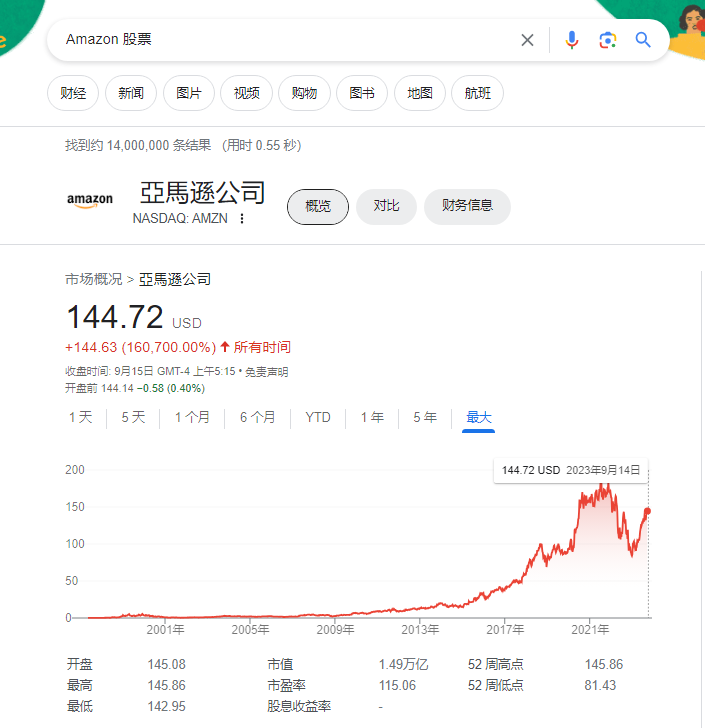 e
Amazon 股票
财经 新闻 图片 视频 购物 图书 地图 航班
找到约 14,000,000 条结果 （用时 0.55 秒）
amazon
亞馬遜公司
NASDAQ: AMZN
概览 对比 财务信息
市场概况 > 亞馬遜公司
144.72 USD
+144.63 (160,700.00%) ↑ 所有时间
收盘时间: 9月15日 GMT-4 上午5:15 • 免责声明
开盘前 144.14 −0.58 (0.40%)
1 天 5 天 1 个月 6 个月 YTD 1 年 5 年 最大
144.72 USD 2023年9月14日
200
150
100
50
0
2001年 2005年 2009年 2013年 2017年 2021年
开盘 145.08 市值 1.49万亿 52 周高点 145.86
最高 145.86 市盈率 115.06 52 周低点 81.43
最低 142.95 股息收益率 -